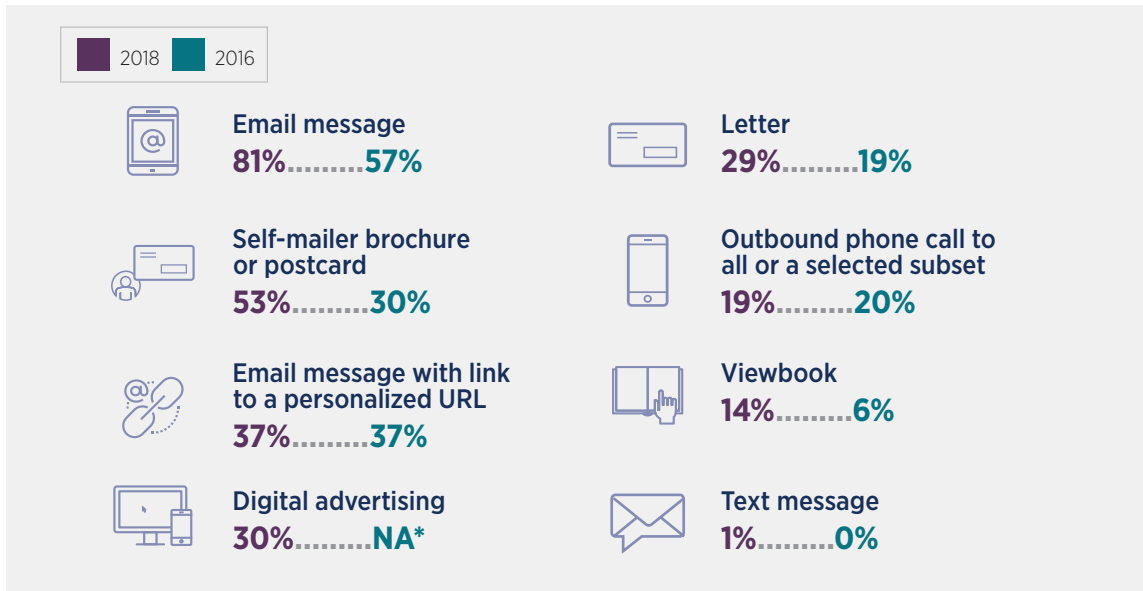 2018 2016
Email message
81%.........57%
Self-mailer brochure
or postcard
53%.........30%
Email message with link
to a personalized URL
37%.........37%
Digital advertising
30%.........NA*
Letter
29%.........19%
Outbound phone call to
all or a selected subset
19%.........20%
Viewbook
14%.........6%
Text message
1%.........0%